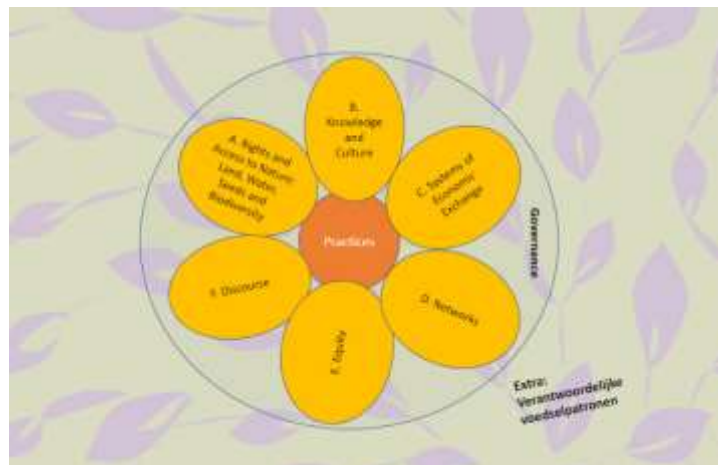 B.
Knowledge
and
Culture
A. Rights and
Access to Nature:
Land, Water,
Seeds and
Biodiversity
C. Systems of
Economic
Exchange
Practices
Governance
F. Discourse
D. Networks
E. Equity
Extra:
Verantwoordelijke
voedselpatronen